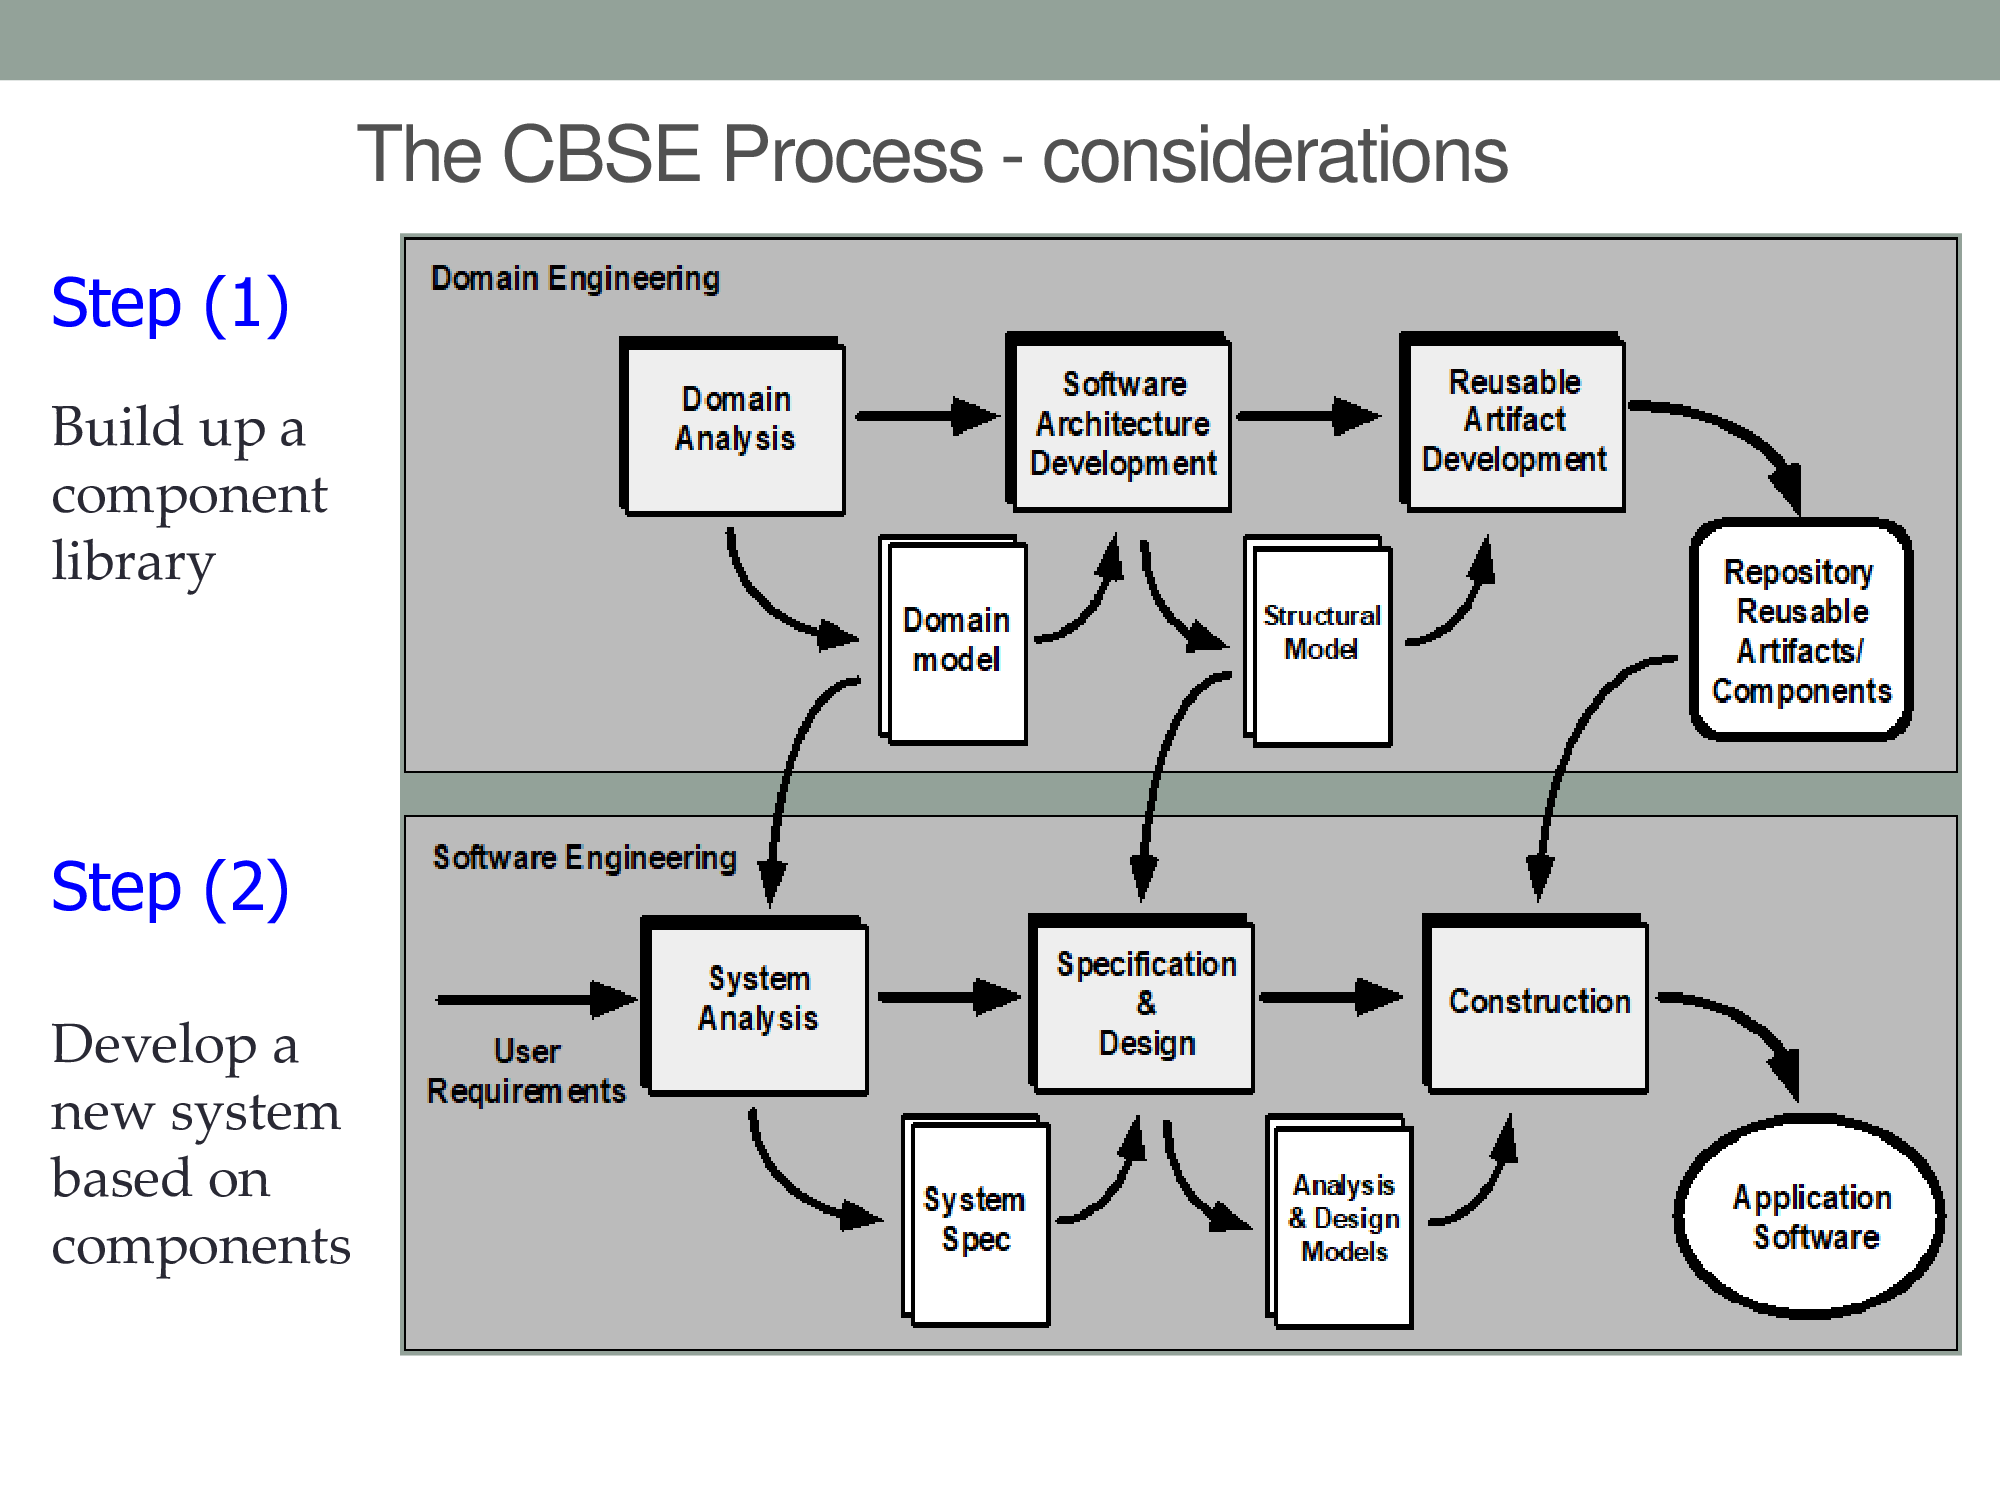 The CBSE Process - considerations
Step (1)
Build up a
component
library
Domain Engineering
Domain
Analysis
Software
Architecture
Development
Reusable
Artifact
Development
Domain
model
Structural
Model
Repository
Reusable
Artifacts/
Components
Step (2)
Develop a
new system
based on
components
Software Engineering
User
Requirements
System
Analysis
Specification
&
Design
Construction
System
Spec
Analysis
& Design
Models
Application
Software